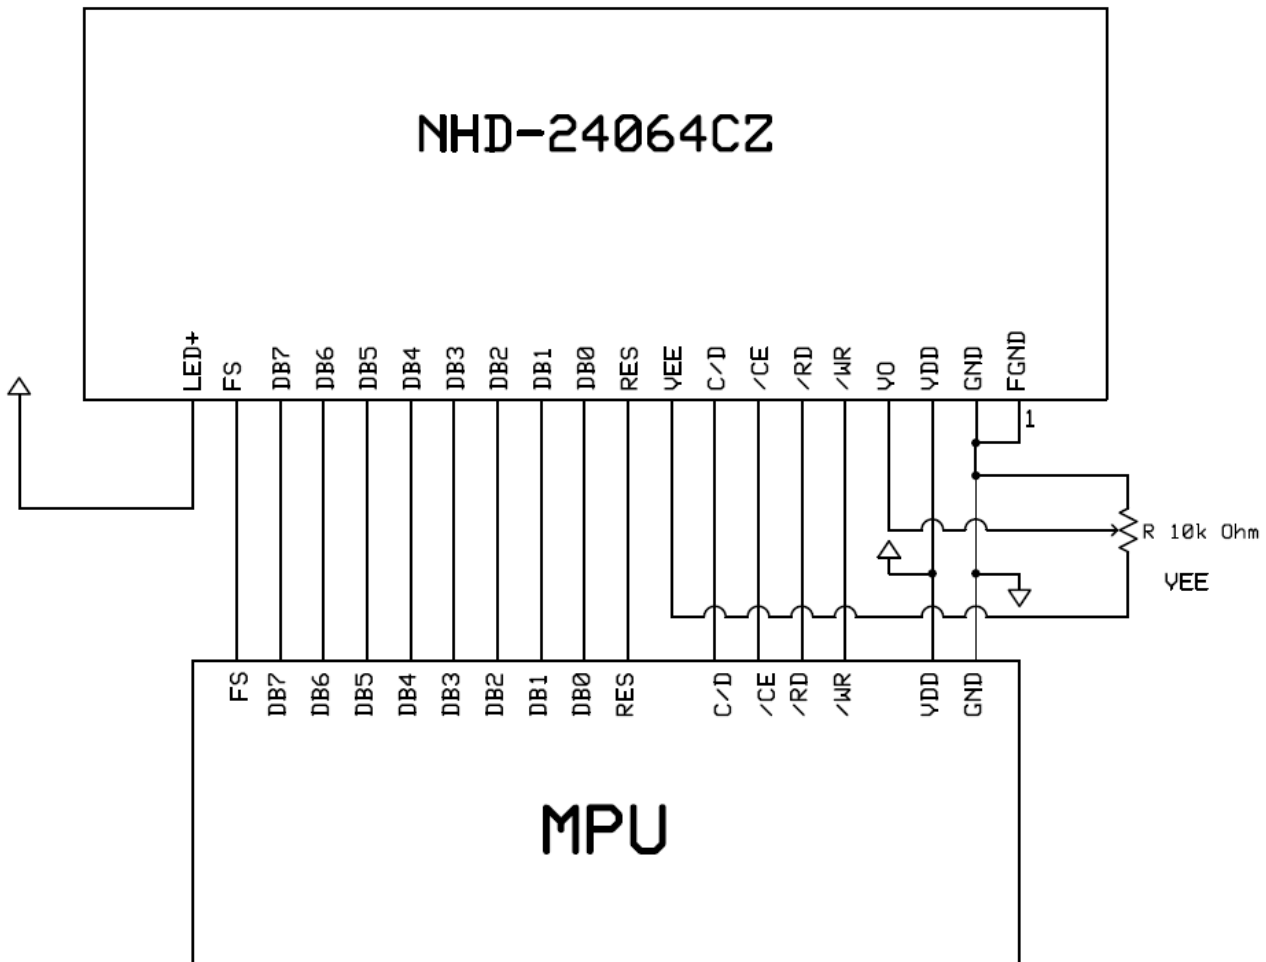 NHD-24064CZ
LED+ FS DB7 DB6 DB5 DB4 DB3 DB2 DB1 DB0 RES VEE C/D /CE /RD /WR VO VDD GND FGND
1
R 10k Ohm
VEE
FS DB7 DB6 DB5 DB4 DB3 DB2 DB1 DB0 RES C/D /CE /RD /WR VDD GND
MPU